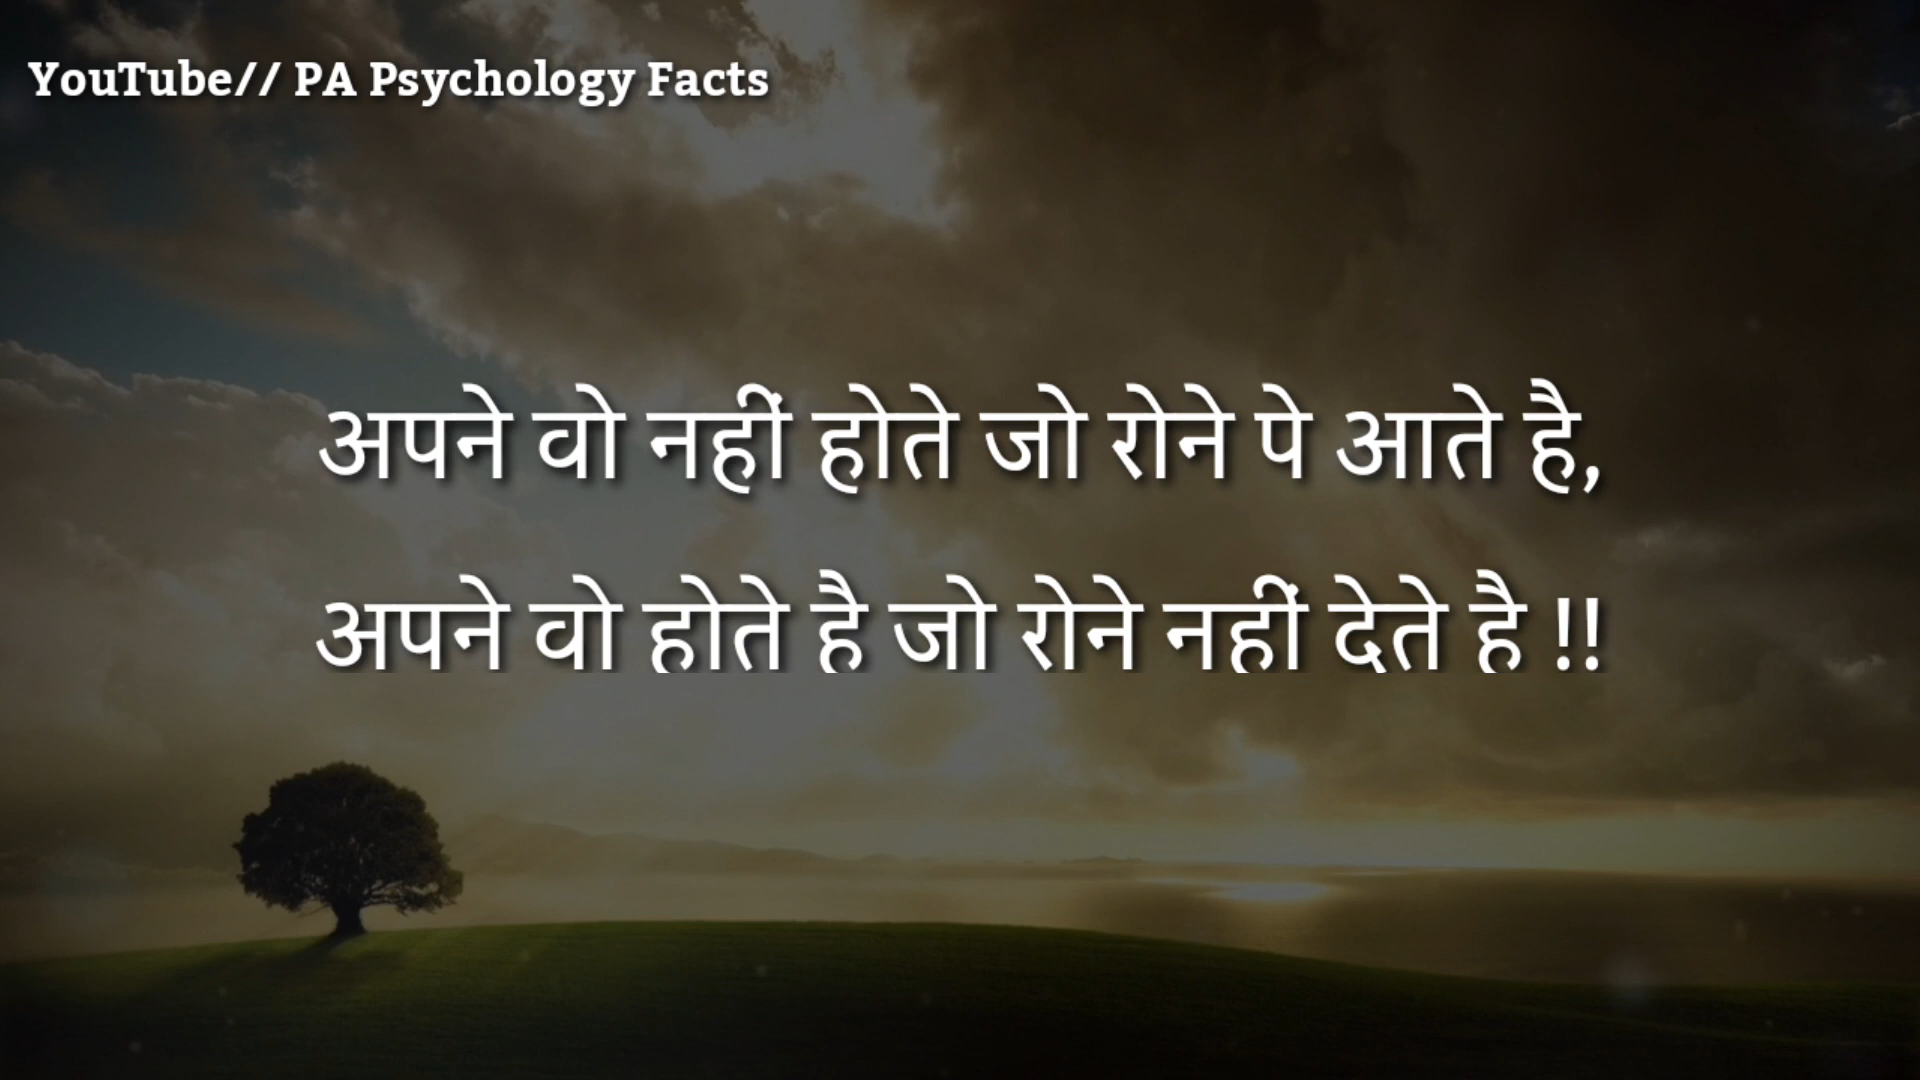 YouTube// PA Psychology Facts
अपने वो नहीं होते जो रोने पे आते है,
अपने वो होते है जो रोने नहीं देते है !!